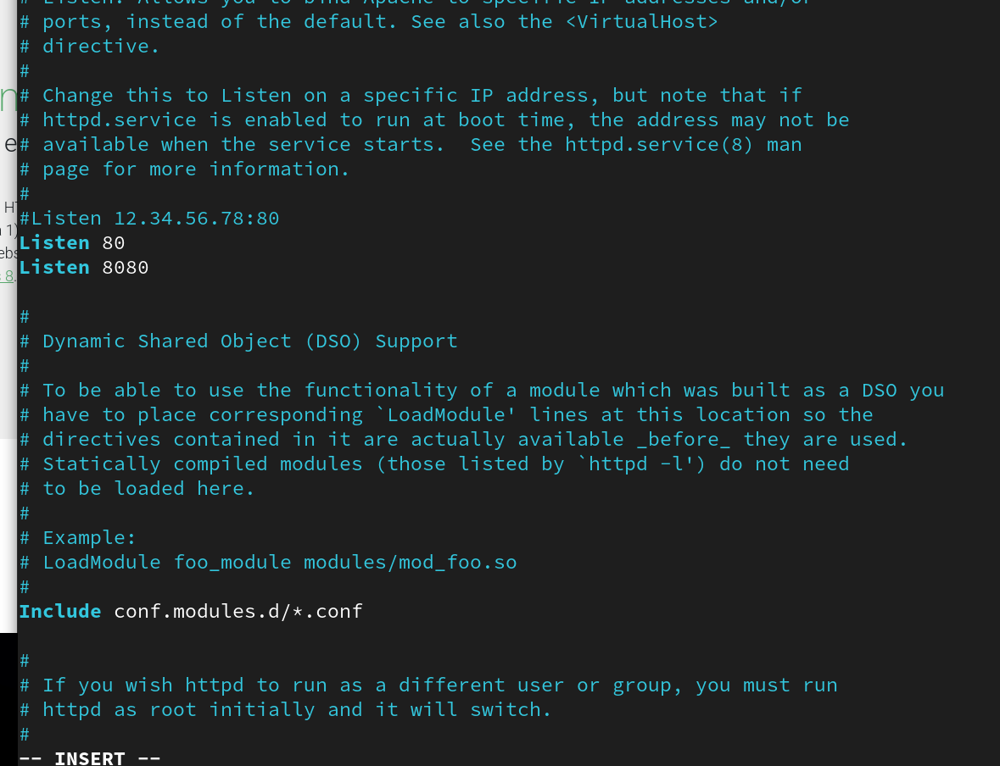 # Listen: Allows you to bind Apache to specific IP addresses and/or
# ports, instead of the default. See also the <VirtualHost>
# directive.
#
# Change this to Listen on a specific IP address, but note that if
# httpd.service is enabled to run at boot time, the address may not be
# available when the service starts.  See the httpd.service(8) man
# page for more information.
#
#Listen 12.34.56.78:80
Listen 80
Listen 8080

#
# Dynamic Shared Object (DSO) Support
#
# To be able to use the functionality of a module which was built as a DSO you
# have to place corresponding `LoadModule' lines at this location so the
# directives contained in it are actually available _before_ they are used.
# Statically compiled modules (those listed by `httpd -l') do not need
# to be loaded here.
#
# Example:
# LoadModule foo_module modules/mod_foo.so
#
Include conf.modules.d/*.conf

#
# If you wish httpd to run as a different user or group, you must run
# httpd as root initially and it will switch.
#
-- INSERT --